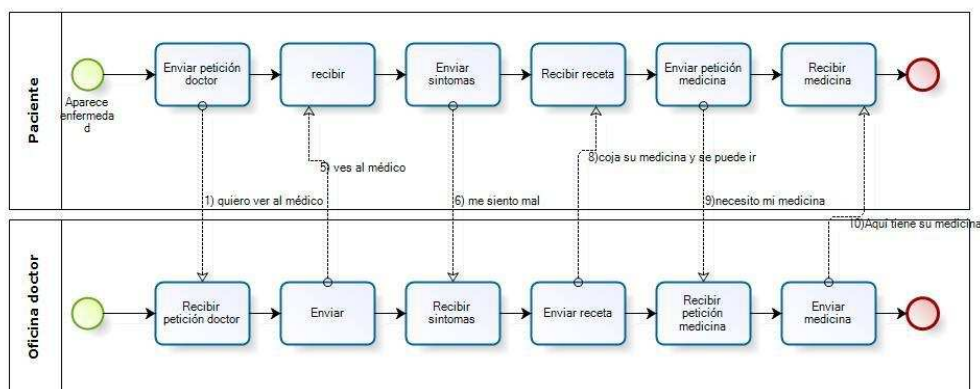 Paciente
Aparece
enfermeda
d
Enviar petición
doctor
recibir
Enviar
sintomas
Recibir receta
Enviar petición
medicina
Recibir
medicina
5) ves al médico
8)coja su medicina y se puede ir
1) quiero ver al médico
6) me siento mal
9)necesito mi medicina
10)Aquí tiene su medicina
Oficina doctor
Recibir
petición doctor
Enviar
Recibir
sintomas
Enviar receta
Recibir
petición
medicina
Enviar
medicina